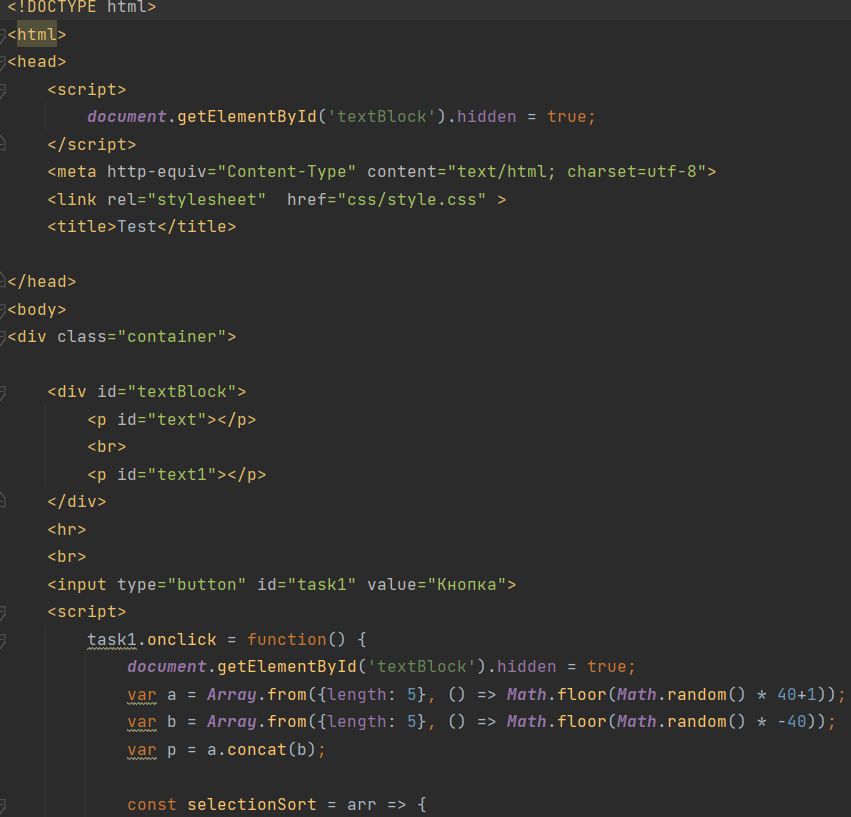 <!DOCTYPE html>
<html>
<head>
    <script>
        document.getElementById('textBlock').hidden = true;
    </script>
    <meta http-equiv="Content-Type" content="text/html; charset=utf-8">
    <link rel="stylesheet"  href="css/style.css" >
    <title>Test</title>

</head>
<body>
<div class="container">

    <div id="textBlock">
        <p id="text"></p>
        <br>
        <p id="text1"></p>
    </div>
    <hr>
    <br>
    <input type="button" id="task1" value="Кнопка">
    <script>
        task1.onclick = function() {
            document.getElementById('textBlock').hidden = true;
            var a = Array.from({length: 5}, () => Math.floor(Math.random() * 40+1));
            var b = Array.from({length: 5}, () => Math.floor(Math.random() * -40));
            var p = a.concat(b);

            const selectionSort = arr => {